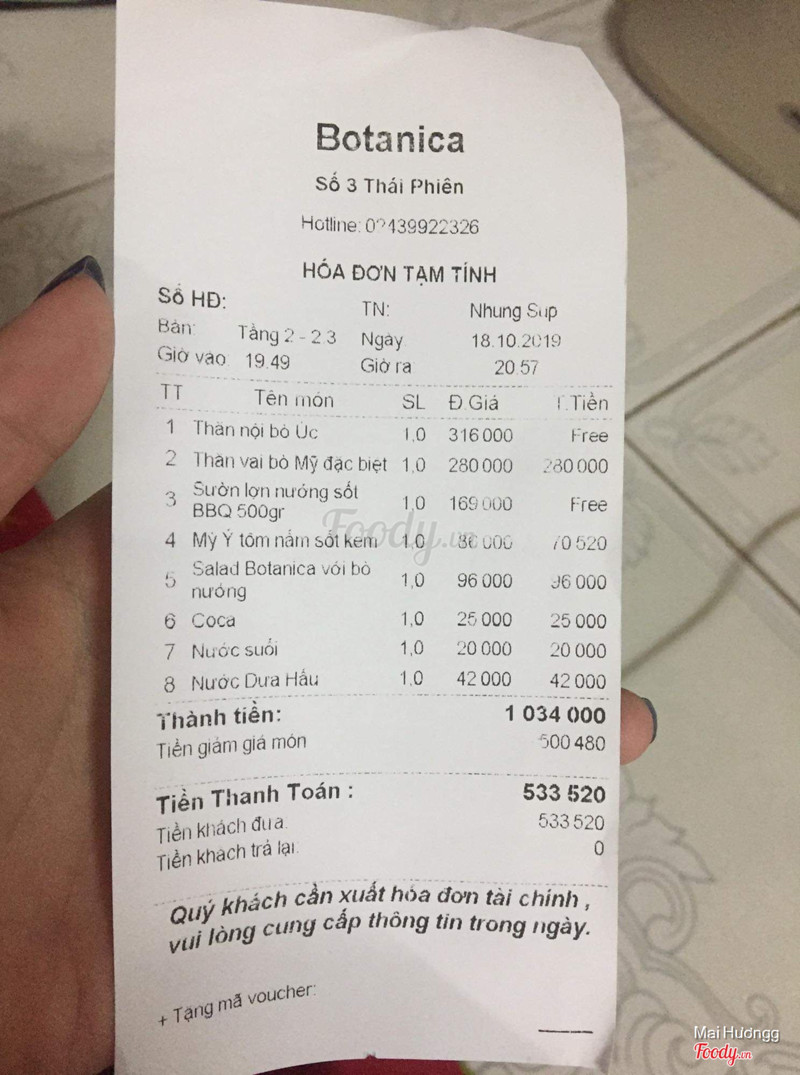 Botanica
Số 3 Thái Phiên
Hotline: 02439922326
HÓA ĐƠN TẠM TÍNH
Số HĐ: TN: Nhung Sup
Bàn: Tầng 2 - 2.3 Ngày 18.10.2019
Giờ vào 19.49 Giờ ra 20.57
TT Tên món SL Đ.Giá T.Tiền
1 Thăn nội bò Úc 1,0 316 000 Free
2 Thăn vai bò Mỹ đặc biệt 1,0 280 000 280 000
3 Sườn lợn nướng sốt
BBQ 500gr 1,0 169 000 Free
4 Mỳ Ý tôm nấm sốt kem 1,0 86 000 70 520
5 Salad Botanica với bò
nướng 1,0 96 000 96 000
6 Coca 1,0 25 000 25 000
7 Nước suối 1,0 20 000 20 000
8 Nước Dưa Hấu 1,0 42 000 42 000
Thành tiền: 1 034 000
Tiền giảm giá món 500 480
Tiền Thanh Toán : 533 520
Tiền khách đưa: 533 520
Tiền khách trả lại: 0
Quý khách cần xuất hóa đơn tài chính ,
vui lòng cung cấp thông tin trong ngày.
+ Tặng mã voucher:
Foody.vn
Mai Hươngg
Foody.vn